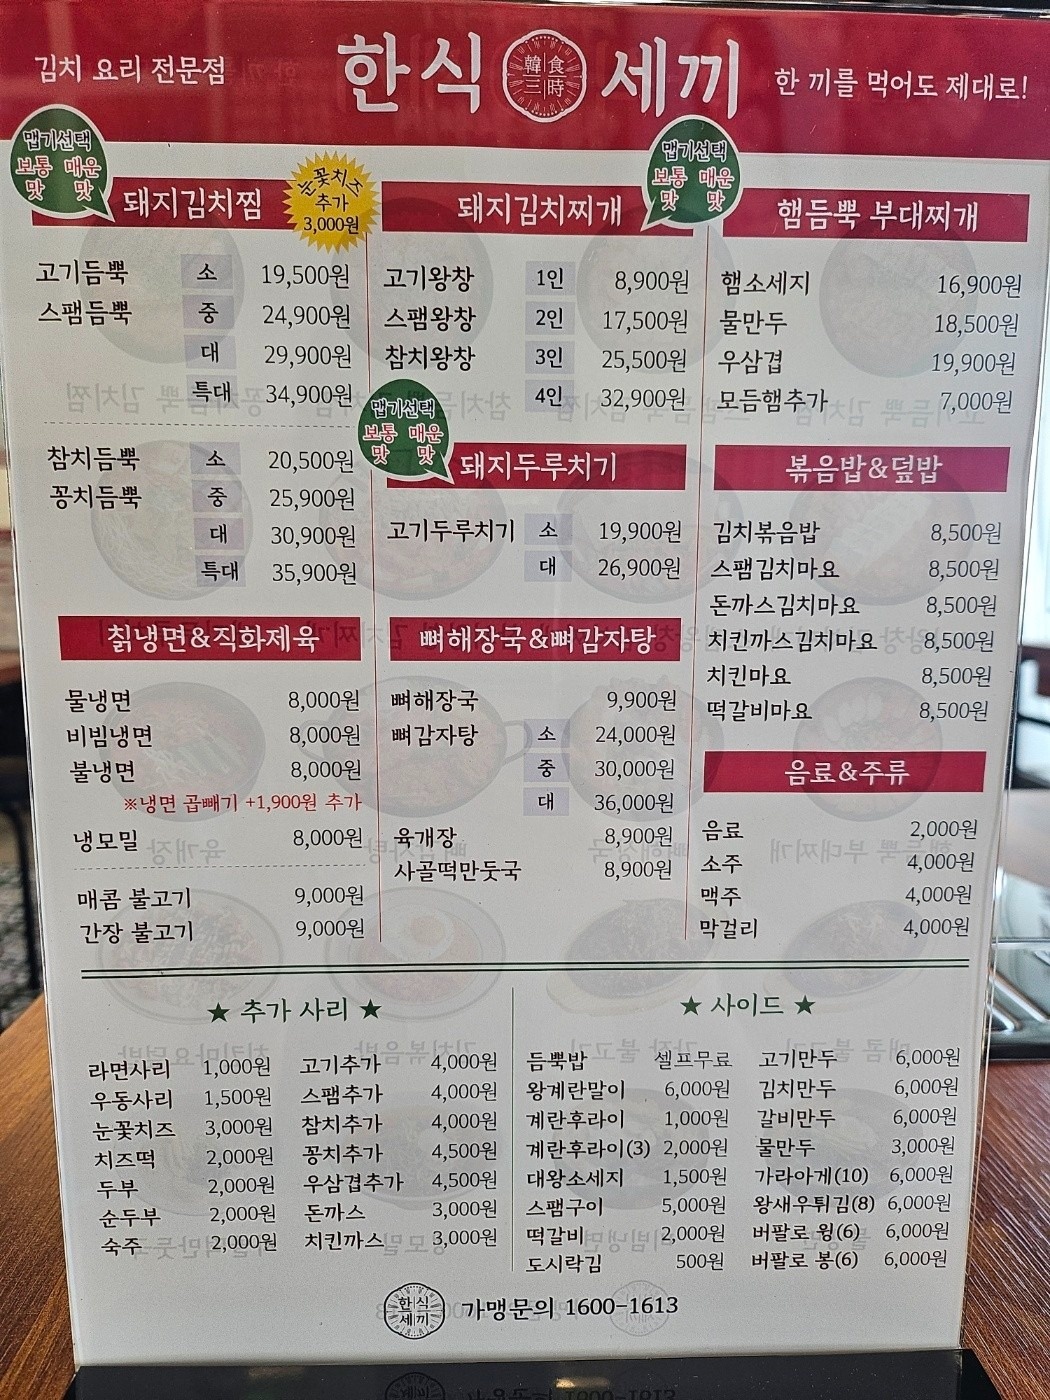 김치 요리 전문점
한식 韓食三時 세끼
한 끼를 먹어도 제대로!
맵기선택
보통맛 매운맛
돼지김치찜
눈꽃치즈 추가 3,000원
고기듬뿍 소 19,500원
스팸듬뿍 중 24,900원
대 29,900원
특대 34,900원
참치듬뿍 소 20,500원
꽁치듬뿍 중 25,900원
대 30,900원
특대 35,900원
칡냉면&직화제육
물냉면 8,000원
비빔냉면 8,000원
불냉면 8,000원
※냉면 곱빼기 +1,900원 추가
냉모밀 8,000원
매콤 불고기 9,000원
간장 불고기 9,000원
맵기선택
보통맛 매운맛
돼지김치찌개
고기왕창 1인 8,900원
스팸왕창 2인 17,500원
참치왕창 3인 25,500원
4인 32,900원
맵기선택
보통맛 매운맛
돼지두루치기
고기두루치기 소 19,900원
대 26,900원
뼈해장국&뼈감자탕
뼈해장국 9,900원
뼈감자탕 소 24,000원
중 30,000원
대 36,000원
육개장 8,900원
사골떡만둣국 8,900원
햄듬뿍 부대찌개
햄소세지 16,900원
물만두 18,500원
우삼겹 19,900원
모듬햄추가 7,000원
볶음밥&덮밥
김치볶음밥 8,500원
스팸김치마요 8,500원
돈까스김치마요 8,500원
치킨까스김치마요 8,500원
치킨마요 8,500원
떡갈비마요 8,500원
음료&주류
음료 2,000원
소주 4,000원
맥주 4,000원
막걸리 4,000원
★ 추가 사리 ★
라면사리 1,000원 고기추가 4,000원
우동사리 1,500원 스팸추가 4,000원
눈꽃치즈 3,000원 참치추가 4,000원
치즈떡 2,000원 꽁치추가 4,500원
두부 2,000원 우삼겹추가 4,500원
순두부 2,000원 돈까스 3,000원
숙주 2,000원 치킨까스 3,000원
★ 사이드 ★
듬뿍밥 셀프무료 고기만두 6,000원
왕계란말이 6,000원 김치만두 6,000원
계란후라이 1,000원 갈비만두 6,000원
계란후라이(3) 2,000원 물만두 3,000원
대왕소세지 1,500원 가라아게(10) 6,000원
스팸구이 5,000원 왕새우튀김(8) 6,000원
떡갈비 2,000원 버팔로 윙(6) 6,000원
도시락김 500원 버팔로 봉(6) 6,000원
한식세끼 가맹문의 1600-1613